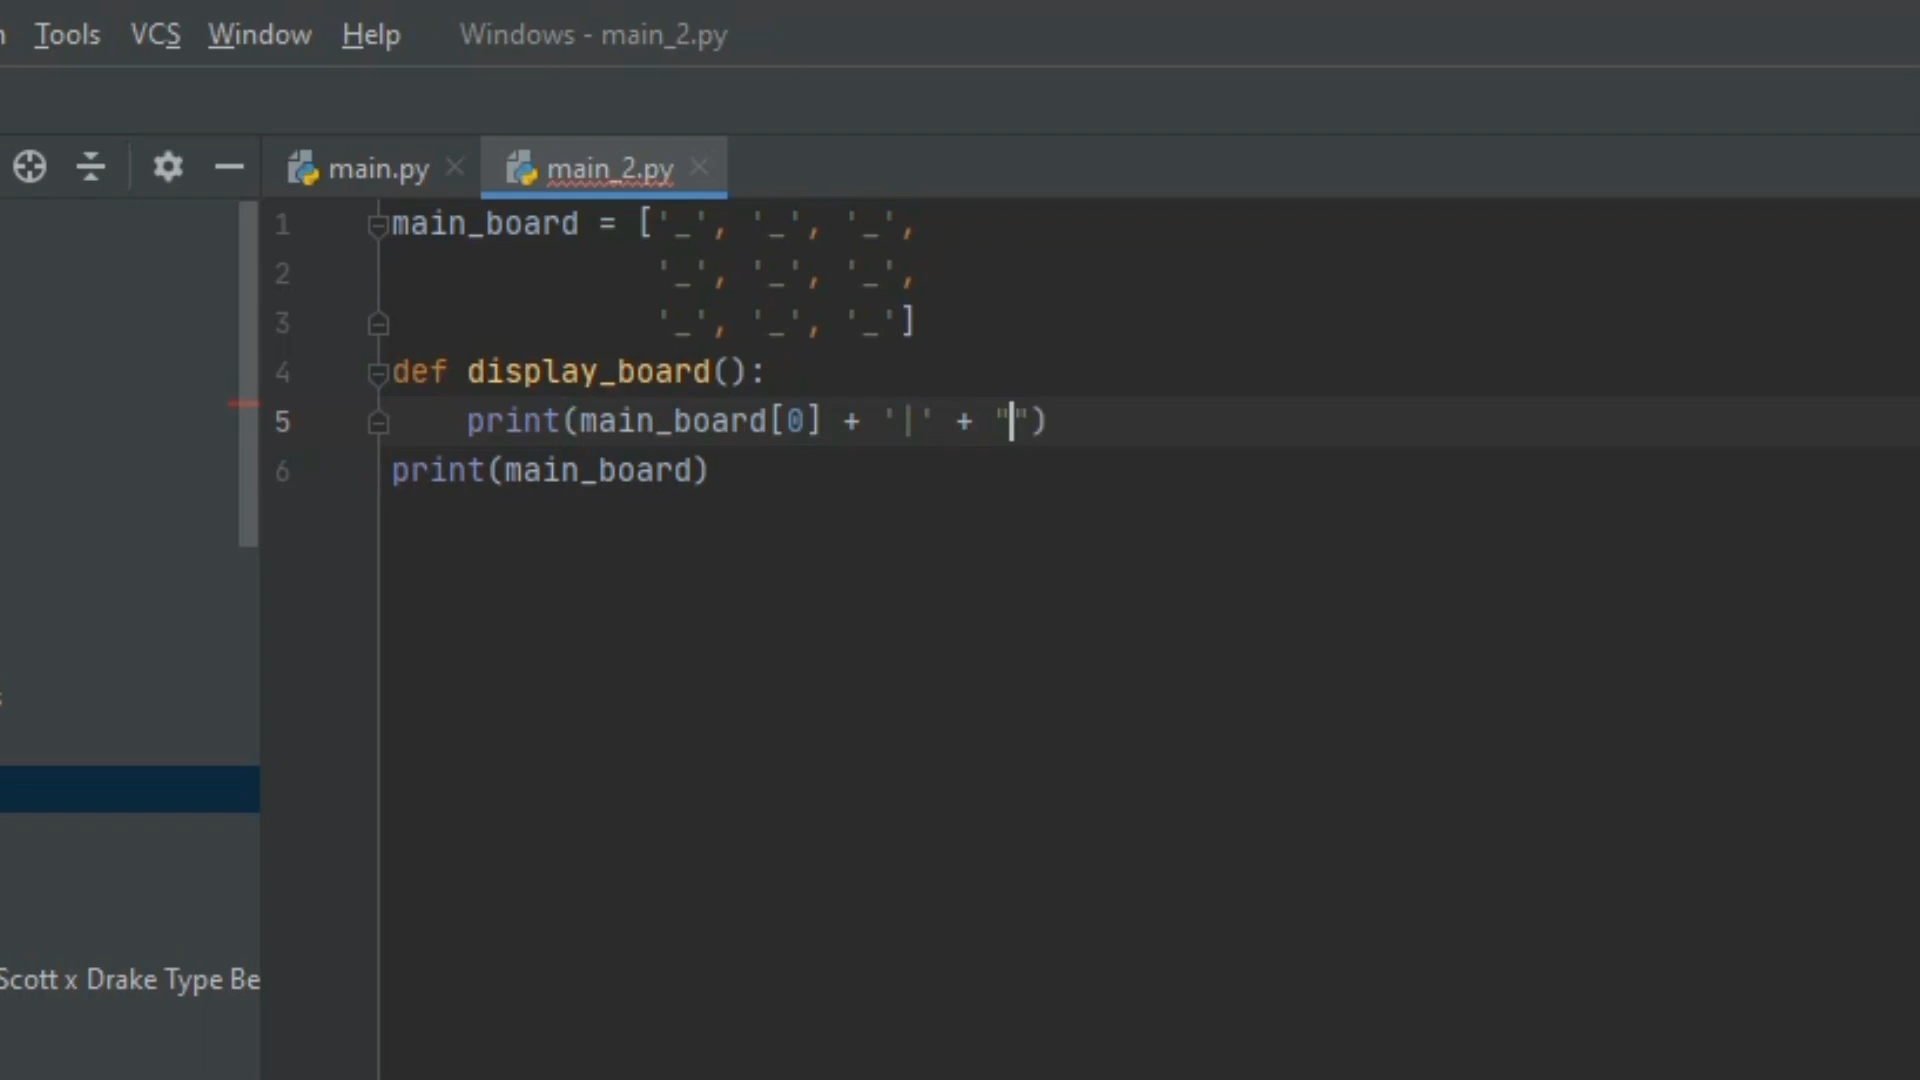 Tools VCS Window Help Windows - main_2.py
main.py main_2.py
1 main_board = ['_', '_', '_',
2 '_', '_', '_',
3 '_', '_', '_']
4 def display_board():
5 print(main_board[0] + '|' + "")
6 print(main_board)
Scott x Drake Type Be